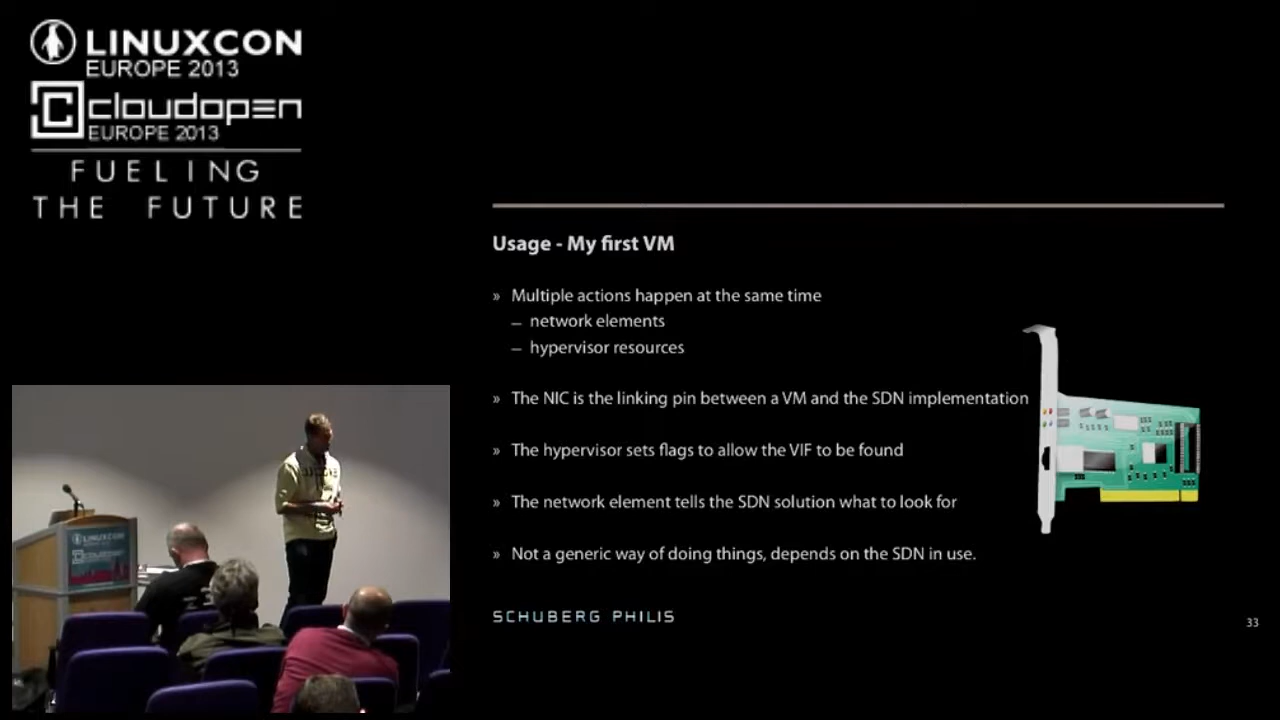 LINUXCON
EUROPE 2013
cloudopen
EUROPE 2013
FUELING
THE FUTURE
Usage - My first VM
» Multiple actions happen at the same time
– network elements
– hypervisor resources
» The NIC is the linking pin between a VM and the SDN implementation
» The hypervisor sets flags to allow the VIF to be found
» The network element tells the SDN solution what to look for
» Not a generic way of doing things, depends on the SDN in use.
SCHUBERG PHILIS
33
LINUXCON
cloudopen